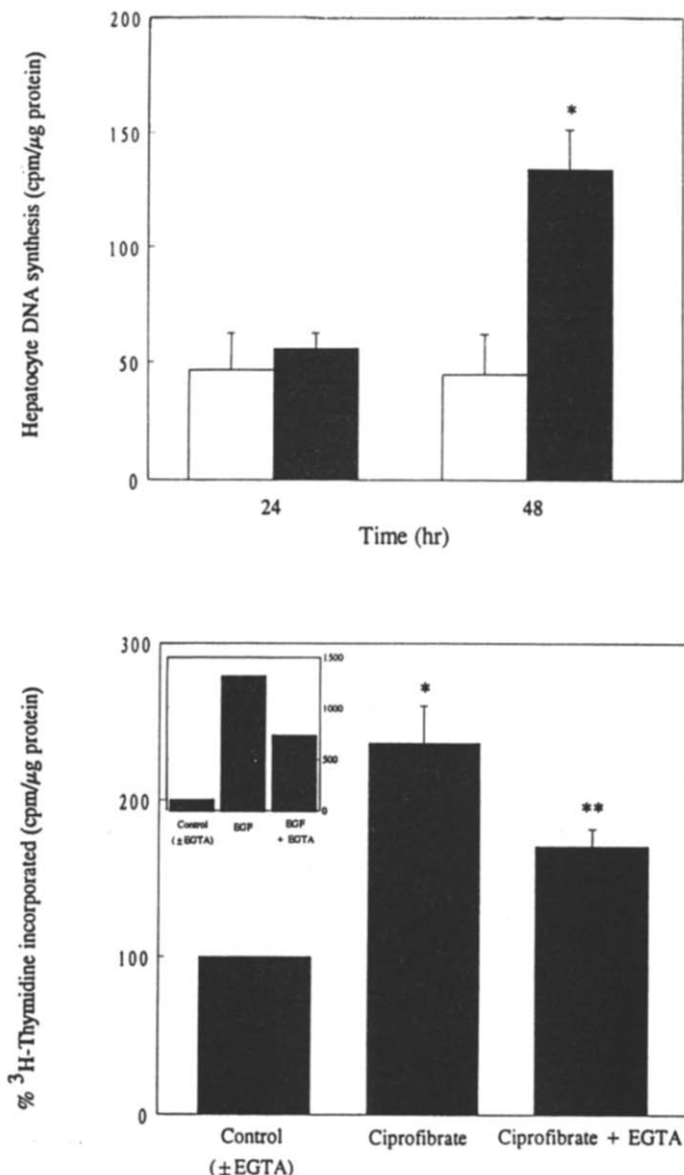 Hepatocyte DNA synthesis (cpm/μg protein)
200
150
100
50
0
*
24
48
Time (hr)
% ³H-Thymidine incorporated (cpm/μg protein)
300
200
100
0
1500
1000
500
0
Control
(±EGTA)
EGF
EGF
+ EGTA
*
**
Control
(±EGTA)
Ciprofibrate
Ciprofibrate + EGTA